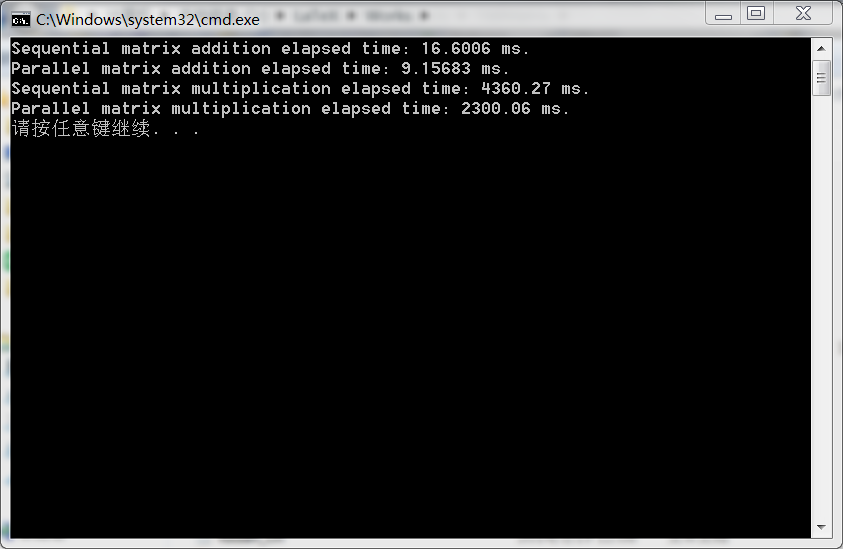 C:\Windows\system32\cmd.exe
Sequential matrix addition elapsed time: 16.6006 ms.
Parallel matrix addition elapsed time: 9.15683 ms.
Sequential matrix multiplication elapsed time: 4360.27 ms.
Parallel matrix multiplication elapsed time: 2300.06 ms.
请按任意键继续. . .